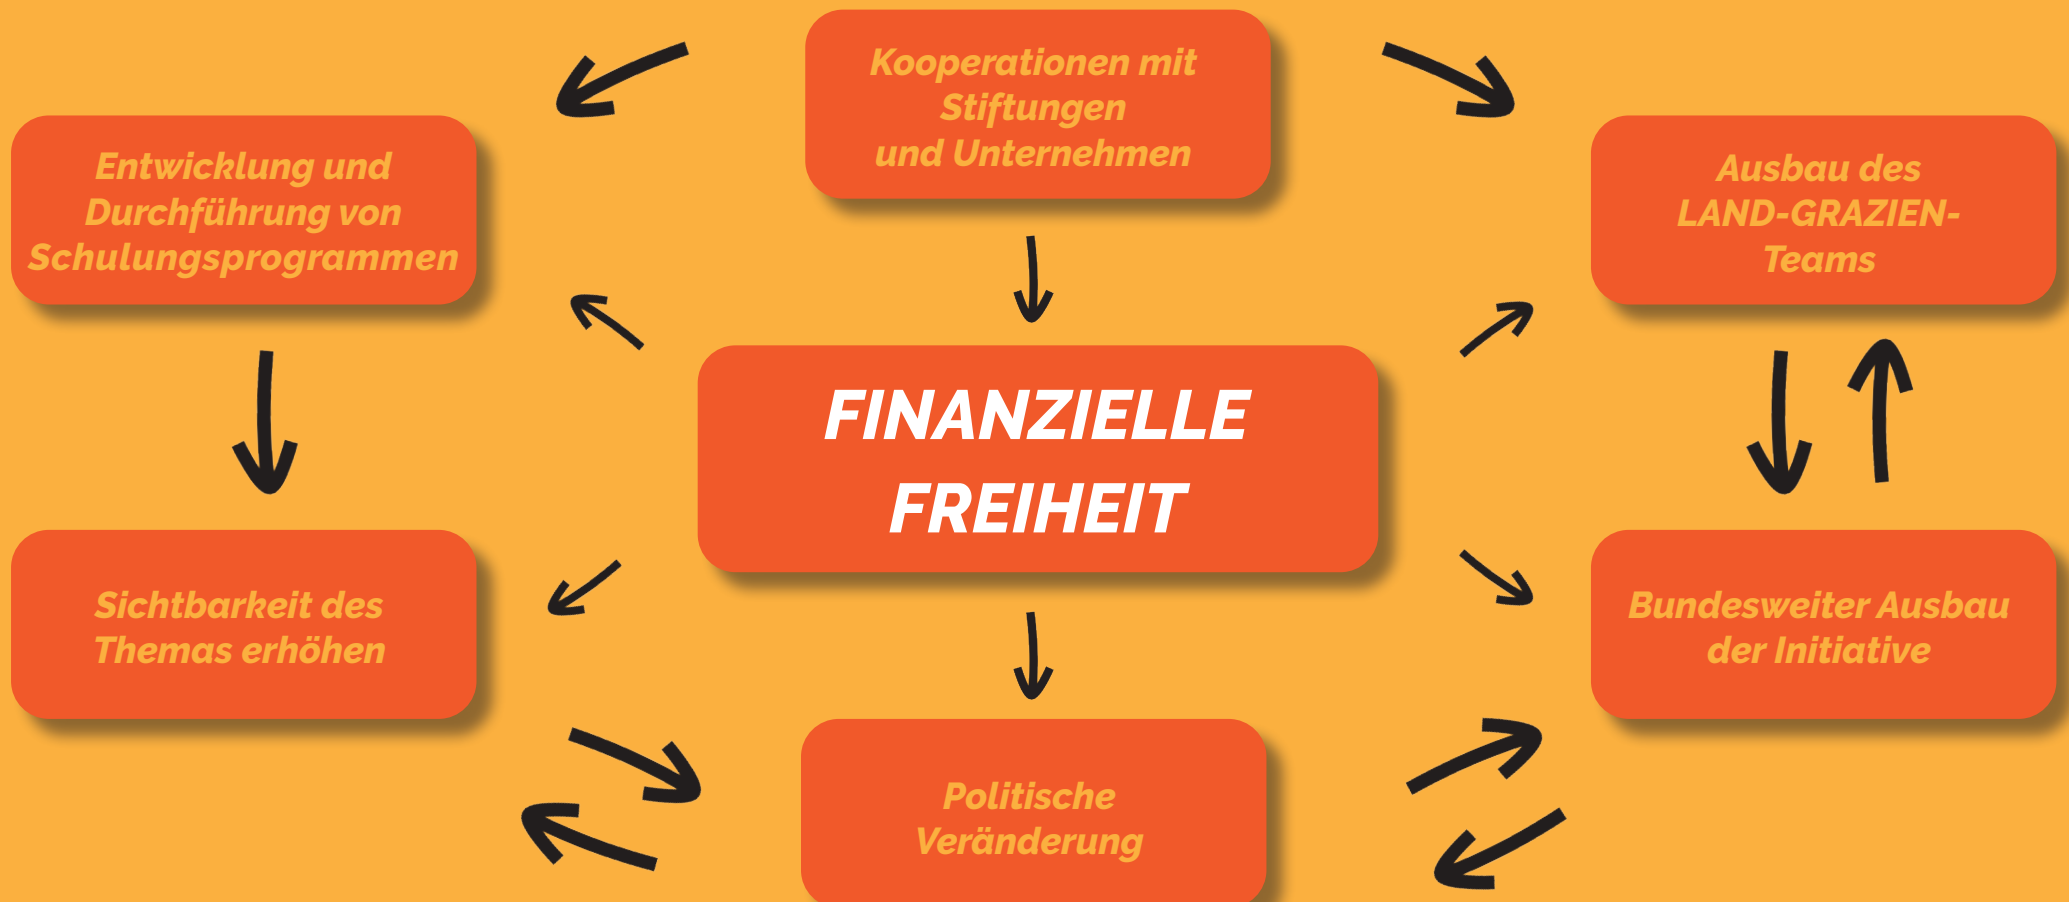 Kooperationen mit
Stiftungen
und Unternehmen
Entwicklung und
Durchführung von
Schulungsprogrammen
Ausbau des
LAND-GRAZIEN-
Teams
FINANZIELLE
FREIHEIT
Sichtbarkeit des
Themas erhöhen
Bundesweiter Ausbau
der Initiative
Politische
Veränderung